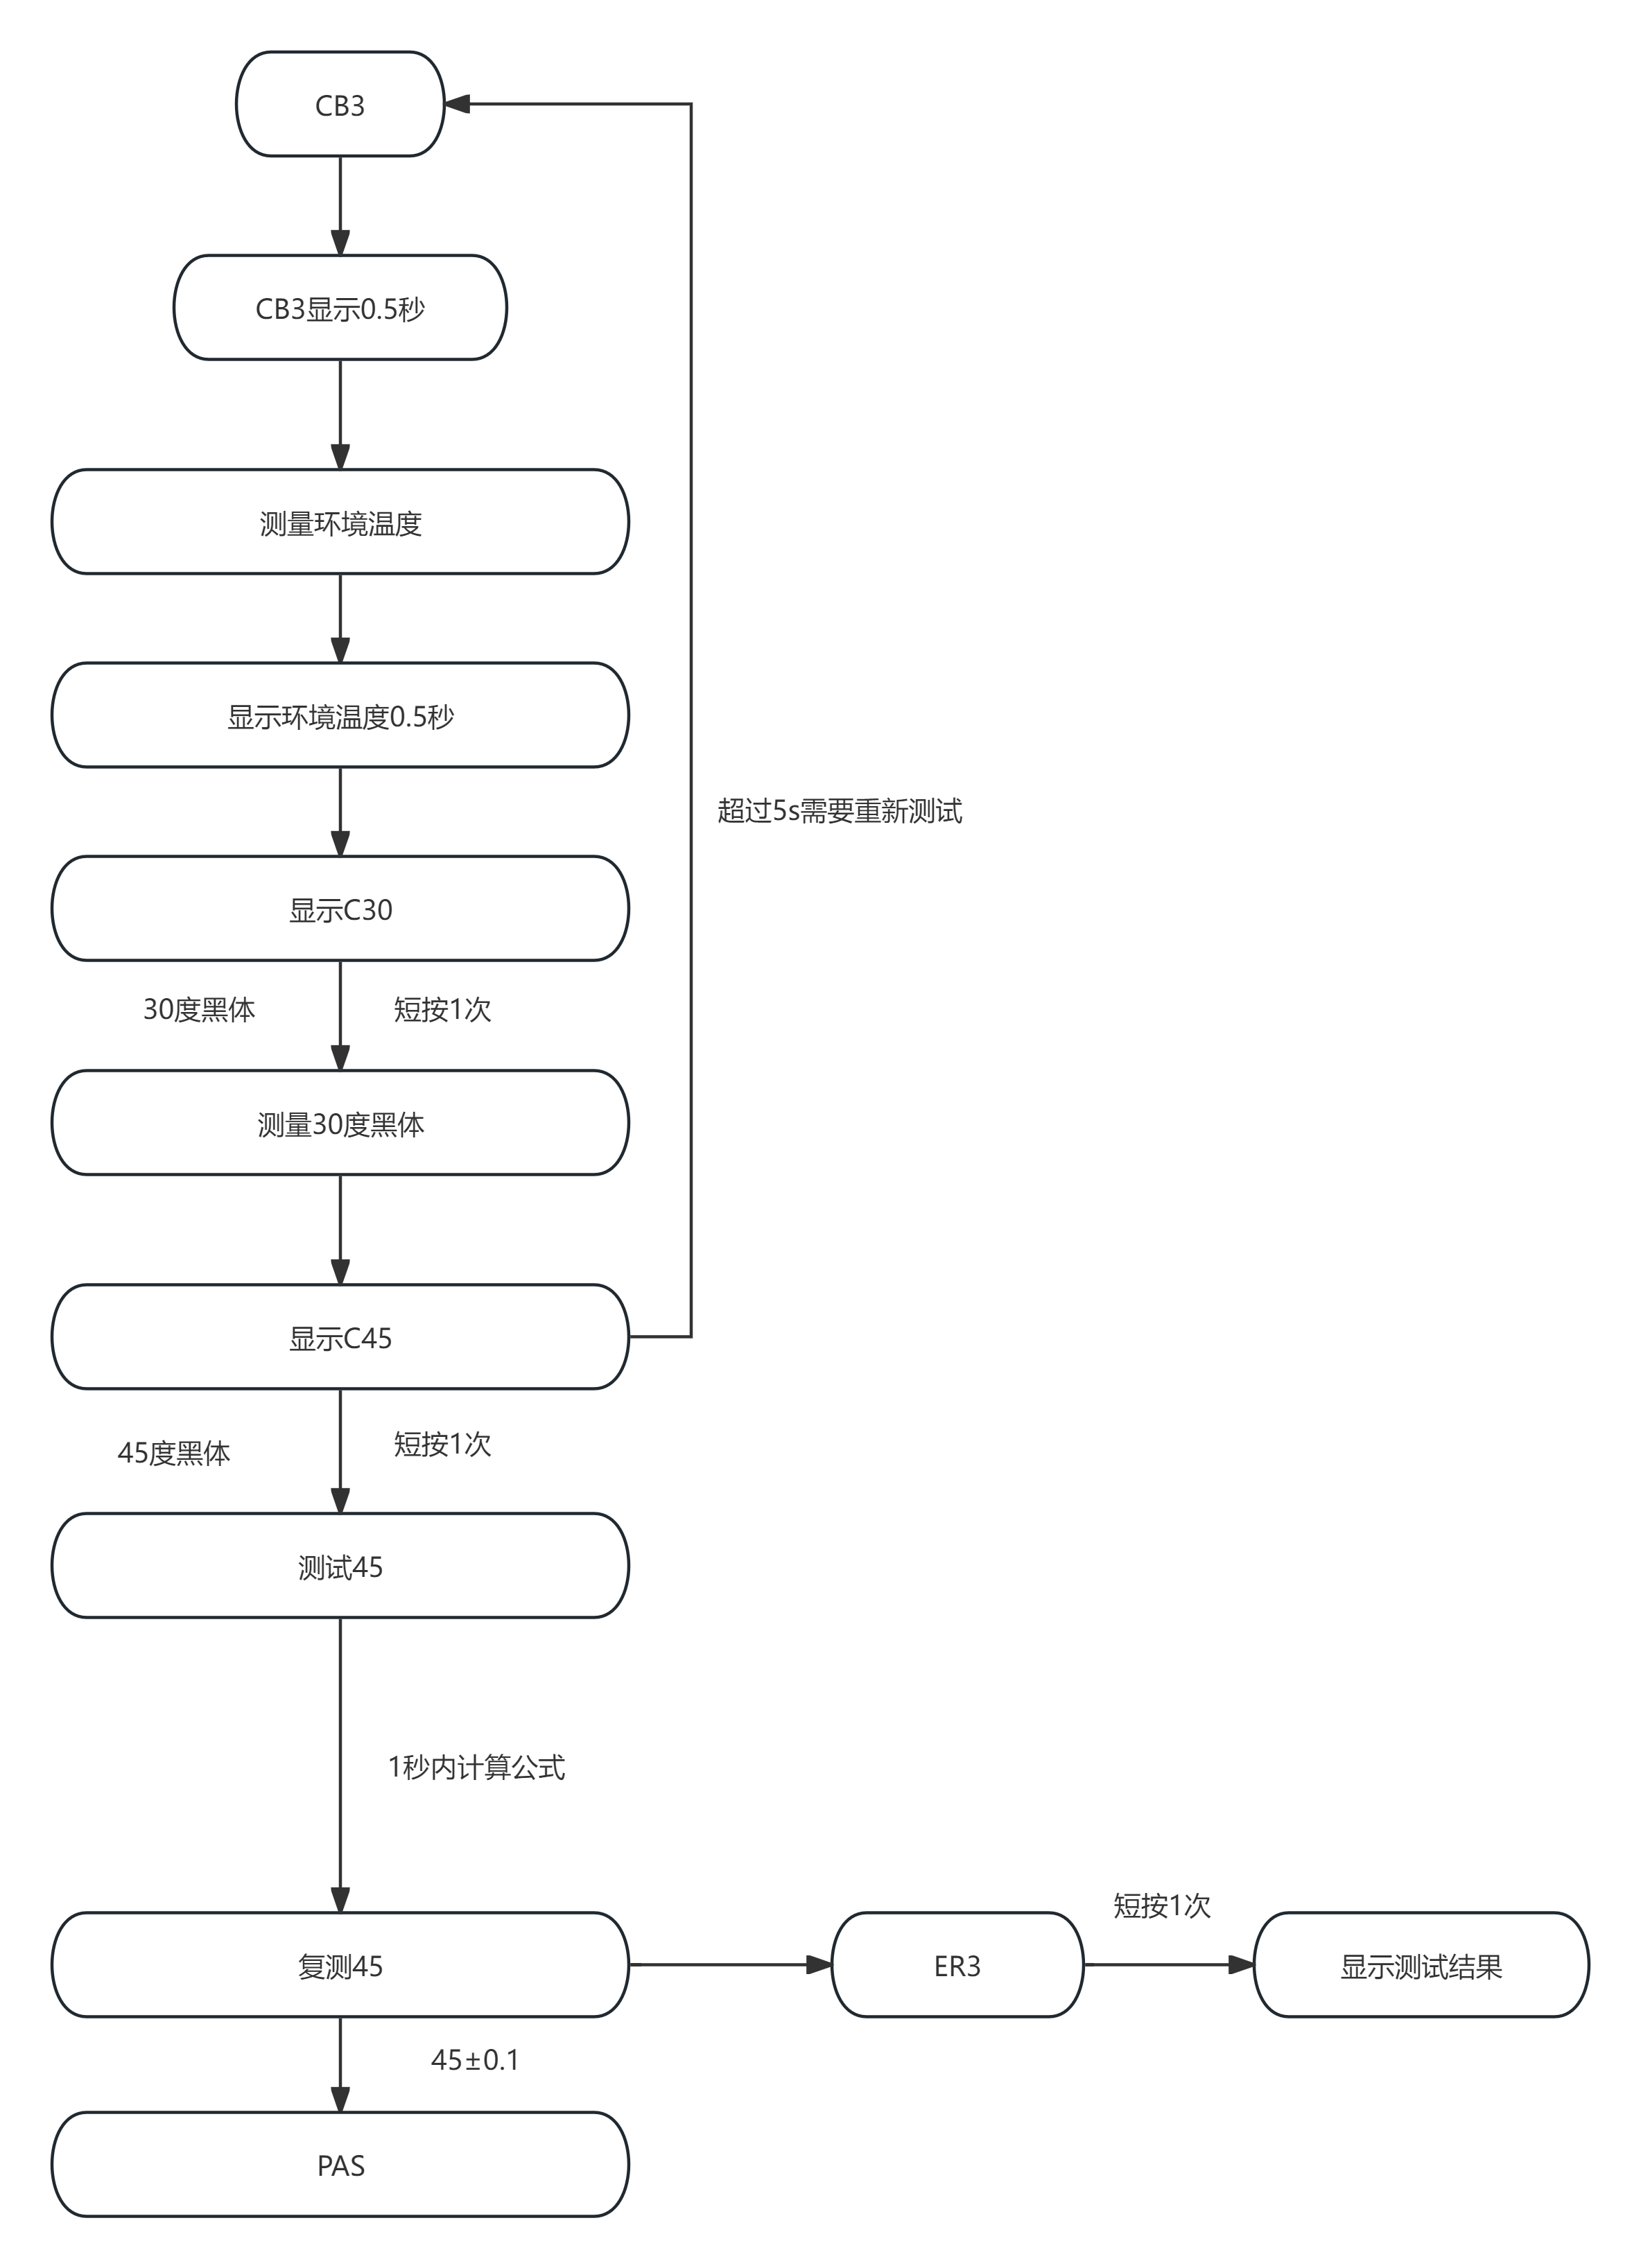 CB3
CB3显示0.5秒
测量环境温度
显示环境温度0.5秒
超过5s需要重新测试
显示C30
30度黑体
短按1次
测量30度黑体
显示C45
45度黑体
短按1次
测试45
1秒内计算公式
复测45
ER3
短按1次
显示测试结果
45±0.1
PAS